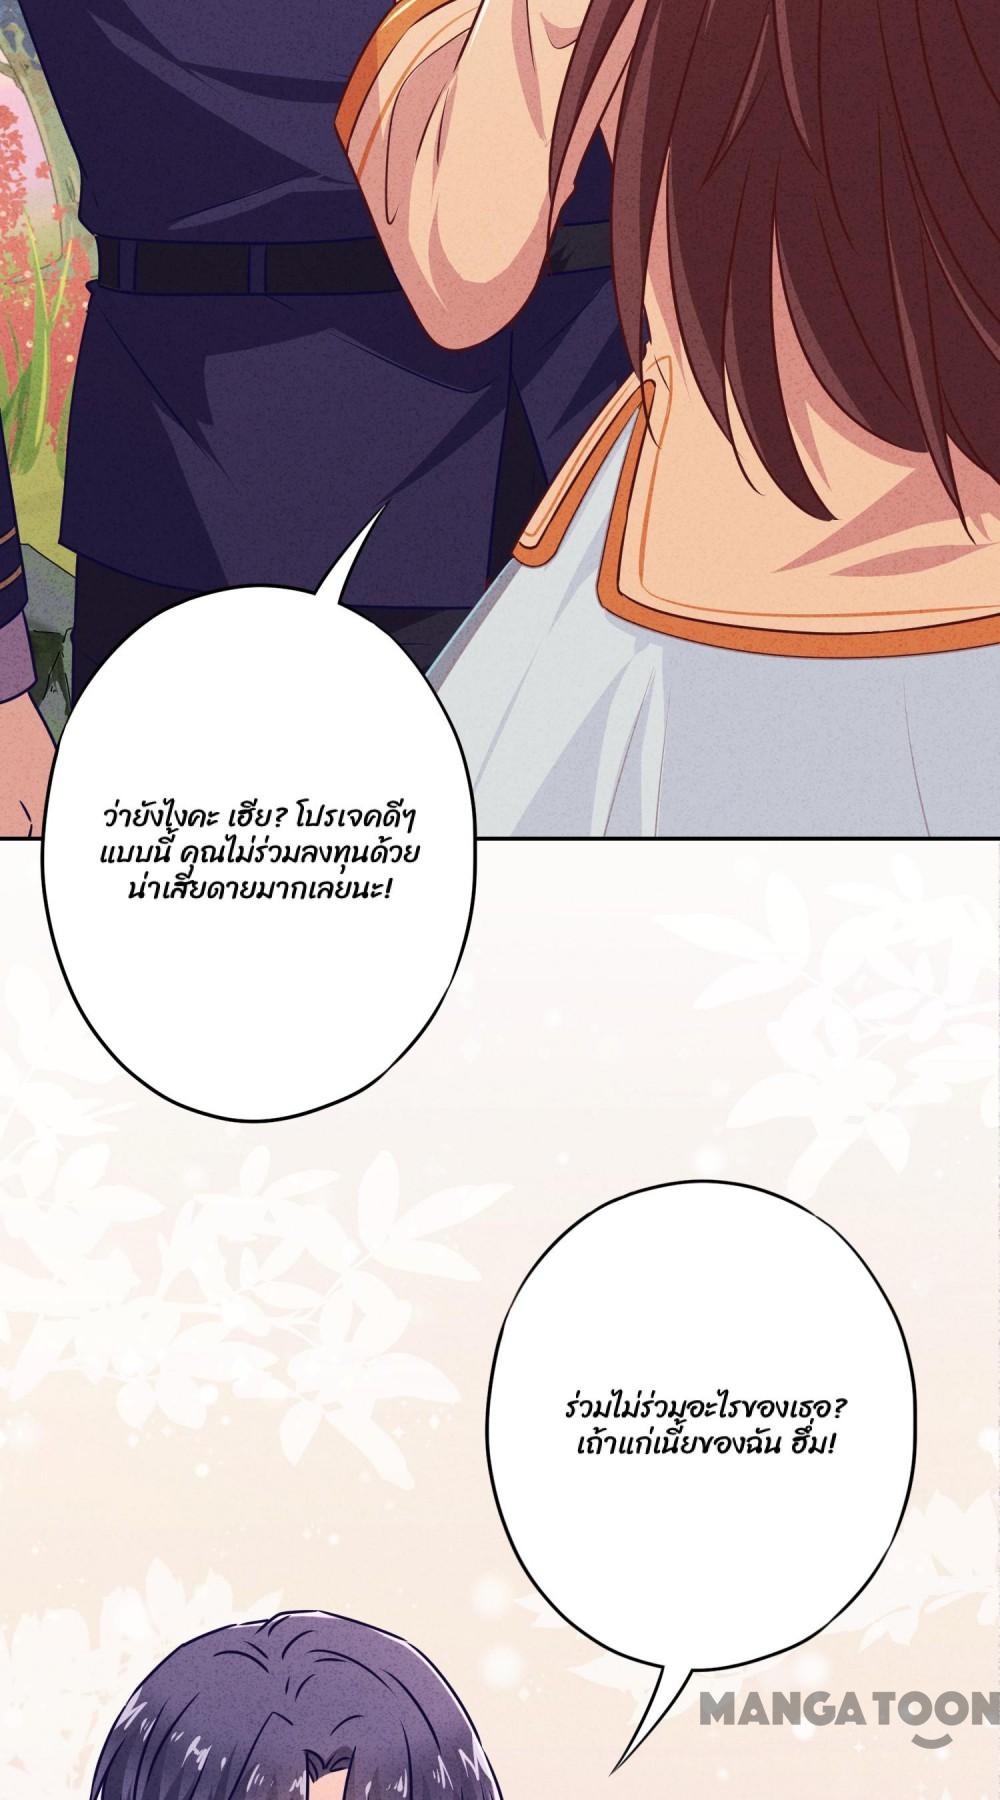 ว่ายังไงคะ เฮีย? โปรเจคดีๆ
แบบนี้ คุณไม่ร่วมลงทุนด้วย
น่าเสียดายมากเลยนะ!
ร่วมไม่ร่วมอะไรของเธอ?
เถ้าแก่เนี้ยของฉัน ฮึ่ม!
MANGATOON